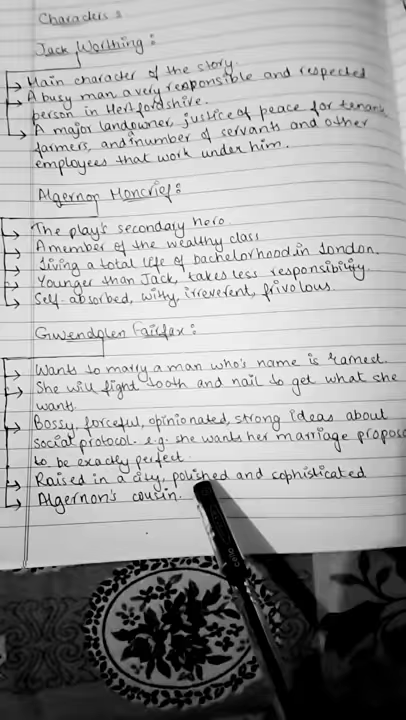 Characters:
Jack Worthing:
Main character of the story.
A busy man a very responsible and respected
person in Hertfordshire.
A major landowner, justice of peace for tenant
farmers, and number of servants and other
employees that work under him.
Algernon Moncrief:
The play's secondary hero.
A member of the wealthy class
living a total life of bachelorhood in London.
Younger than Jack, takes less responsibility.
Self-absorbed, witty, irreverent, frivolous.
Gwendolen Fairfax:
Wants to marry a man who's name is Earnest.
She will fight tooth and nail to get what she
wants.
Bossy, forceful, opinionated, strong ideas about
social protocol. e.g. she wants her marriage propos
to be exactly perfect.
Raised in a city, polished and sophisticated
Algernon's cousin.